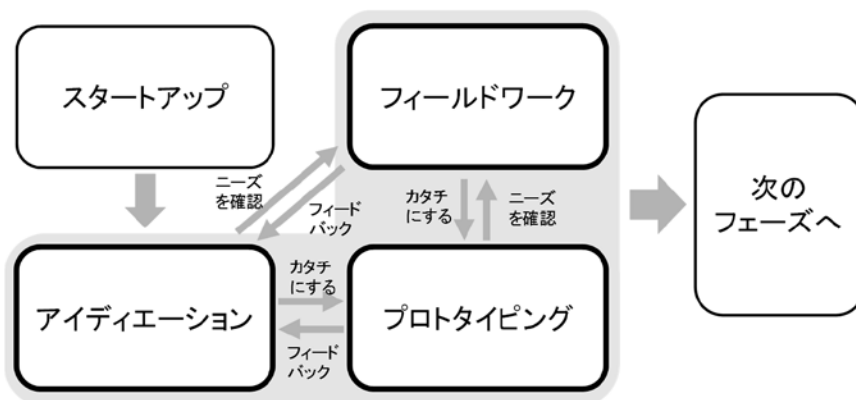 スタートアップ
フィールドワーク
次の
フェーズへ
ニーズ
を確認
フィード
バック
カタチ
にする
ニーズ
を確認
アイディエーション
カタチ
にする
フィード
バック
プロトタイピング